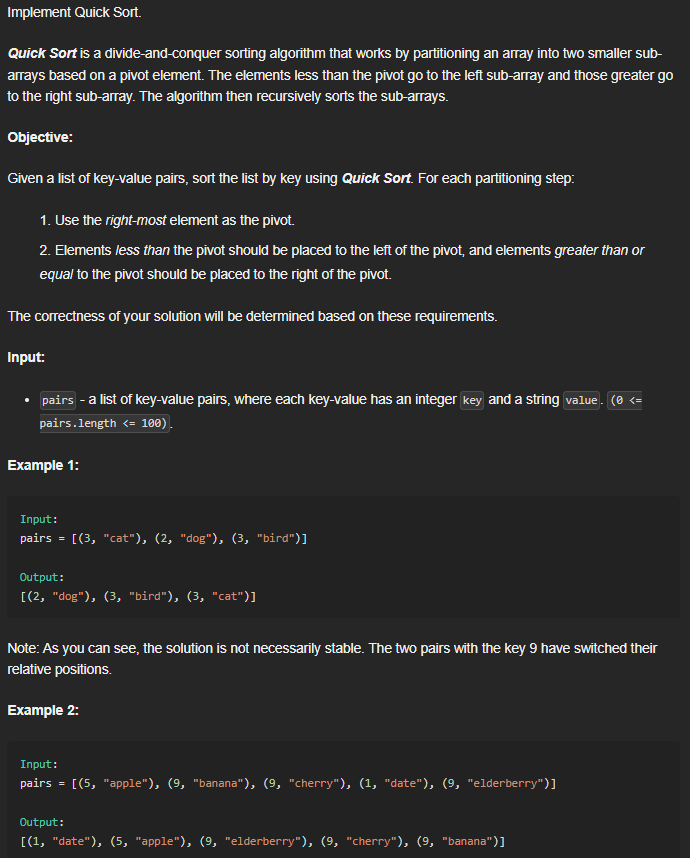 Implement Quick Sort.
Quick Sort is a divide-and-conquer sorting algorithm that works by partitioning an array into two smaller sub-
arrays based on a pivot element. The elements less than the pivot go to the left sub-array and those greater go
to the right sub-array. The algorithm then recursively sorts the sub-arrays.
Objective:
Given a list of key-value pairs, sort the list by key using Quick Sort. For each partitioning step:
1. Use the right-most element as the pivot.
2. Elements less than the pivot should be placed to the left of the pivot, and elements greater than or
equal to the pivot should be placed to the right of the pivot.
The correctness of your solution will be determined based on these requirements.
Input:
• pairs - a list of key-value pairs, where each key-value has an integer key and a string value. (0 <=
pairs.length <= 100).
Example 1:
Input:
pairs = [(3, "cat"), (2, "dog"), (3, "bird")]
Output:
[(2, "dog"), (3, "bird"), (3, "cat")]
Note: As you can see, the solution is not necessarily stable. The two pairs with the key 9 have switched their
relative positions.
Example 2:
Input:
pairs = [(5, "apple"), (9, "banana"), (9, "cherry"), (1, "date"), (9, "elderberry")]
Output:
[(1, "date"), (5, "apple"), (9, "elderberry"), (9, "cherry"), (9, "banana")]